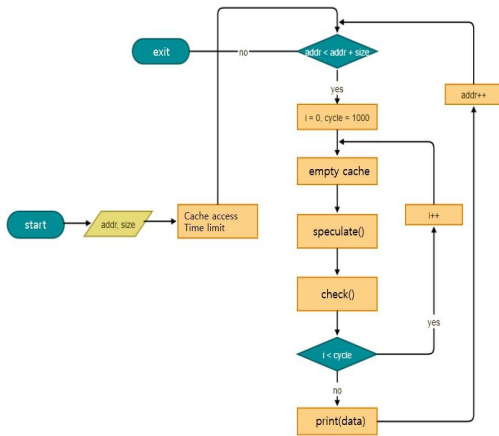 start
addr, size
Cache access
Time limit
addr < addr + size
no
exit
yes
i = 0, cycle = 1000
empty cache
speculate()
check()
i < cycle
yes
i++
no
print(data)
addr++